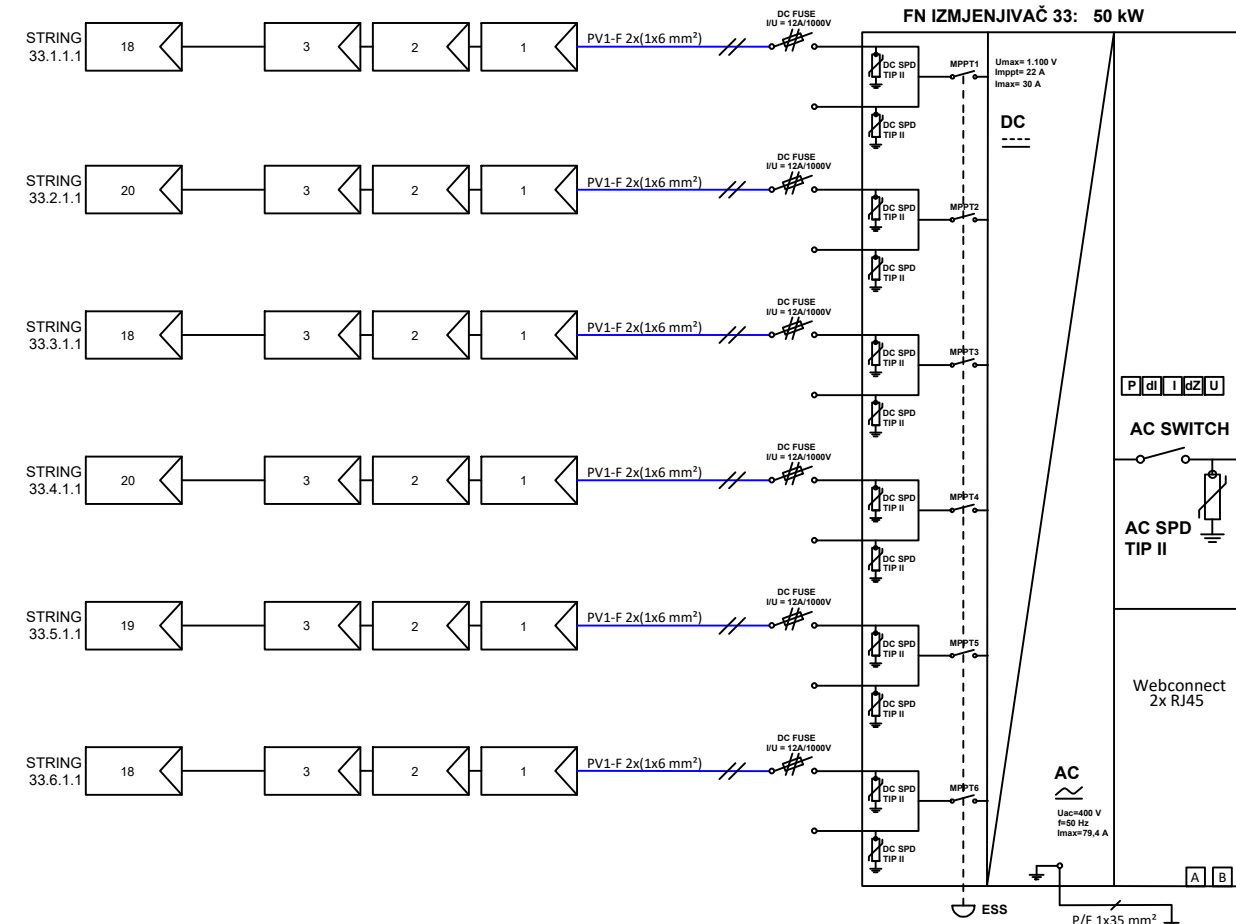 FN IZMJENJIVAČ 33: 50 kW
STRING
33.1.1.1
18
3
2
1
PV1-F 2x(1x6 mm²)
DC FUSE
I/U = 12A/1000V
DC SPD
TIP II
DC SPD
TIP II
MPPT1
Umax= 1.100 V
Imppt= 22 A
Imax= 30 A
DC
STRING
33.2.1.1
20
3
2
1
PV1-F 2x(1x6 mm²)
DC FUSE
I/U = 12A/1000V
DC SPD
TIP II
DC SPD
TIP II
MPPT2
STRING
33.3.1.1
18
3
2
1
PV1-F 2x(1x6 mm²)
DC FUSE
I/U = 12A/1000V
DC SPD
TIP II
DC SPD
TIP II
MPPT3
P dI I dZ U
AC SWITCH
AC SPD
TIP II
STRING
33.4.1.1
20
3
2
1
PV1-F 2x(1x6 mm²)
DC FUSE
I/U = 12A/1000V
DC SPD
TIP II
DC SPD
TIP II
MPPT4
STRING
33.5.1.1
19
3
2
1
PV1-F 2x(1x6 mm²)
DC FUSE
I/U = 12A/1000V
DC SPD
TIP II
DC SPD
TIP II
MPPT5
Webconnect
2x RJ45
STRING
33.6.1.1
18
3
2
1
PV1-F 2x(1x6 mm²)
DC FUSE
I/U = 12A/1000V
DC SPD
TIP II
DC SPD
TIP II
MPPT6
AC
Uac=400 V
f=50 Hz
Imax=79,4 A
A B
ESS
P/F 1x35 mm²